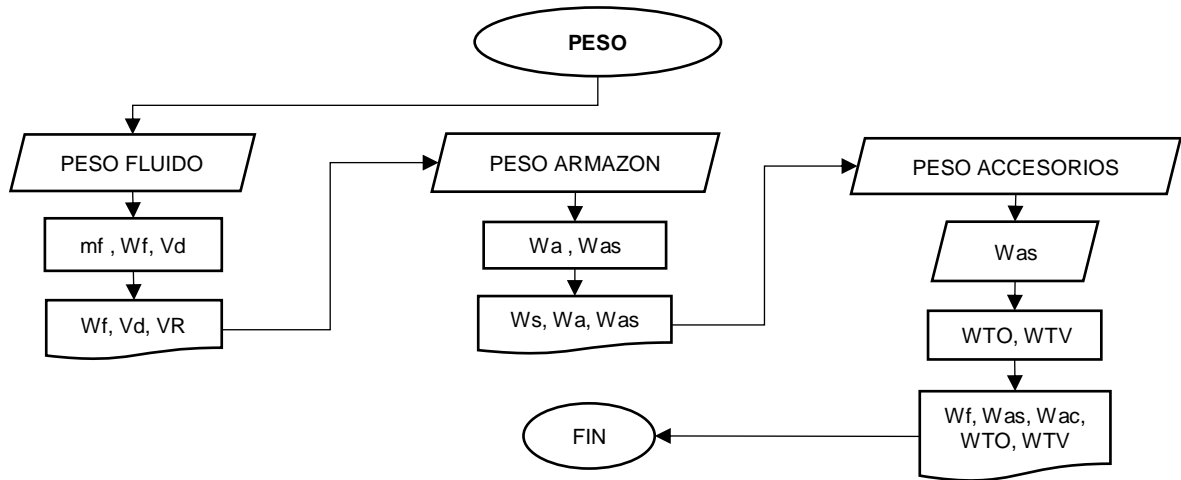 PESO
PESO FLUIDO
mf , Wf, Vd
Wf, Vd, VR
PESO ARMAZON
Wa , Was
Ws, Wa, Was
PESO ACCESORIOS
Was
WTO, WTV
Wf, Was, Wac,
WTO, WTV
FIN